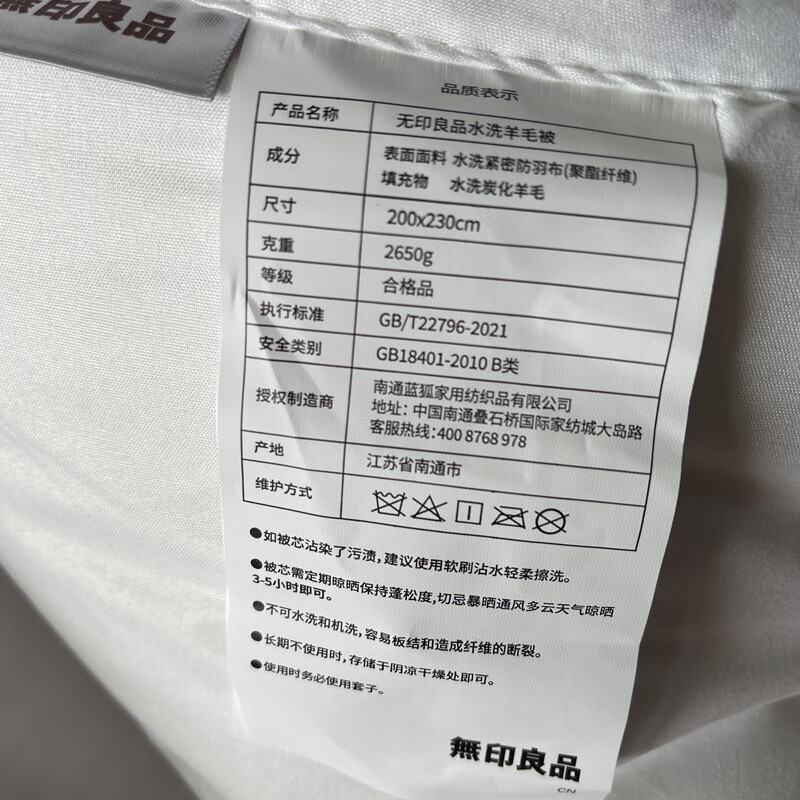 無印良品
品质表示
产品名称 无印良品水洗羊毛被
成分 表面面料 水洗紧密防羽布(聚酯纤维)
填充物 水洗炭化羊毛
尺寸 200x230cm
克重 2650g
等级 合格品
执行标准 GB/T22796-2021
安全类别 GB18401-2010 B类
授权制造商 南通蓝狐家用纺织品有限公司
地址：中国南通叠石桥国际家纺城大岛路
客服热线：400 8768 978
产地 江苏省南通市
维护方式
●如被芯沾染了污渍，建议使用软刷沾水轻柔擦洗。
●被芯需定期晾晒保持蓬松度，切忌暴晒通风多云天气晾晒
3-5小时即可。
●不可水洗和机洗，容易板结和造成纤维的断裂。
●长期不使用时，存储于阴凉干燥处即可。
●使用时务必使用套子。
無印良品
CN